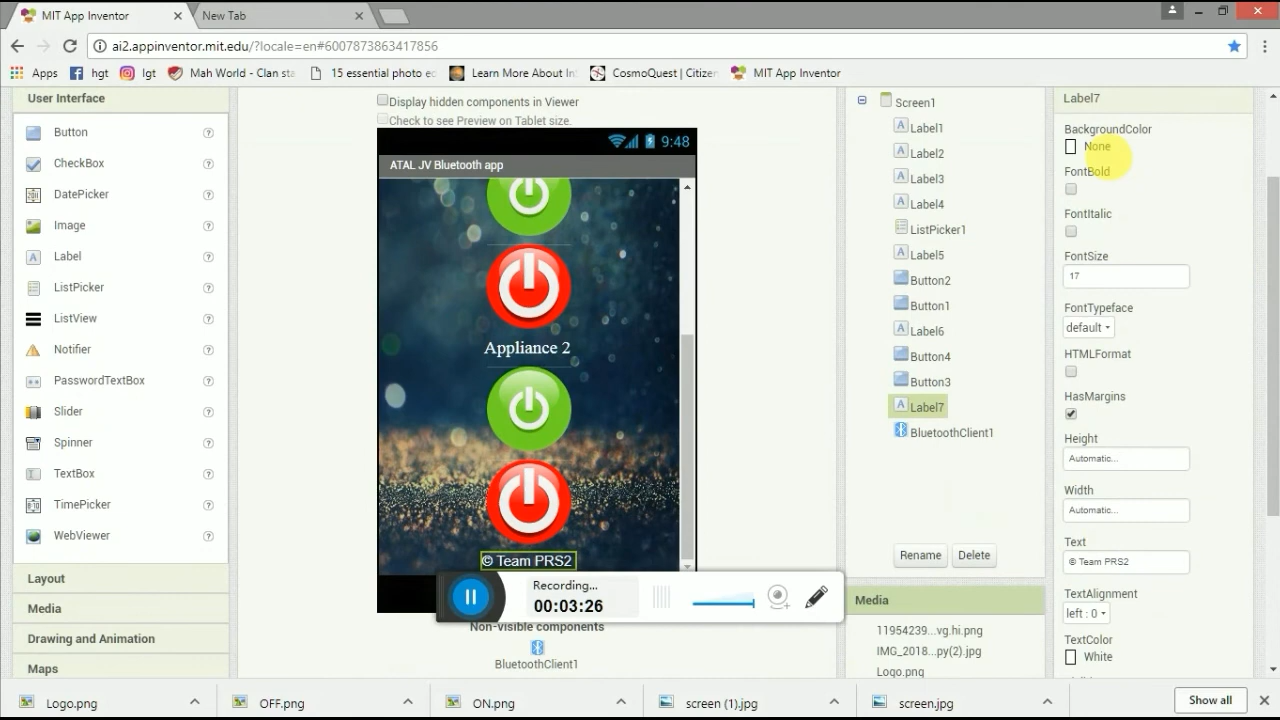 MIT App Inventor
New Tab
ai2.appinventor.mit.edu/?locale=en#6007873863417856
Apps
hgt
Igt
Mah World - Clan sta
15 essential photo ec
Learn More About In
CosmoQuest | Citizen
MIT App Inventor
User Interface
Button
CheckBox
DatePicker
Image
Label
ListPicker
ListView
Notifier
PasswordTextBox
Slider
Spinner
TextBox
TimePicker
WebViewer
Layout
Media
Drawing and Animation
Maps
Display hidden components in Viewer
Check to see Preview on Tablet size.
9:48
ATAL JV Bluetooth app
Appliance 2
© Team PRS2
Recording...
00:03:26
Non-visible components
BluetoothClient1
Screen1
Label1
Label2
Label3
Label4
ListPicker1
Label5
Button2
Button1
Label6
Button4
Button3
Label7
BluetoothClient1
Rename
Delete
Media
11954239...vg.hi.png
IMG_2018...py(2).jpg
Logo.png
Label7
BackgroundColor
None
FontBold
FontItalic
FontSize
17
FontTypeface
default
HTMLFormat
HasMargins
Height
Automatic...
Width
Automatic...
Text
© Team PRS2
TextAlignment
left : 0
TextColor
White
Logo.png
OFF.png
ON.png
screen (1).jpg
screen.jpg
Show all